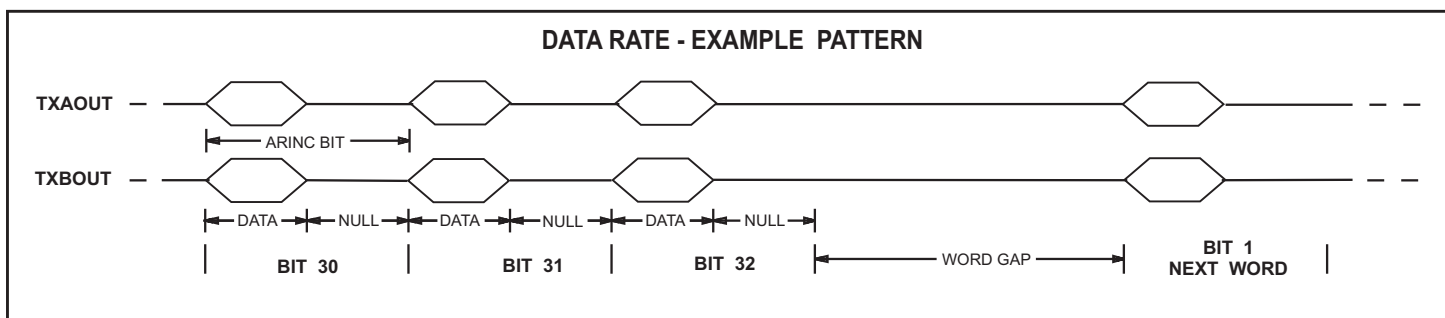 DATA RATE - EXAMPLE PATTERN
TXAOUT
ARINC BIT
TXBOUT
DATA NULL DATA NULL DATA NULL
BIT 30 BIT 31 BIT 32 WORD GAP BIT 1
NEXT WORD